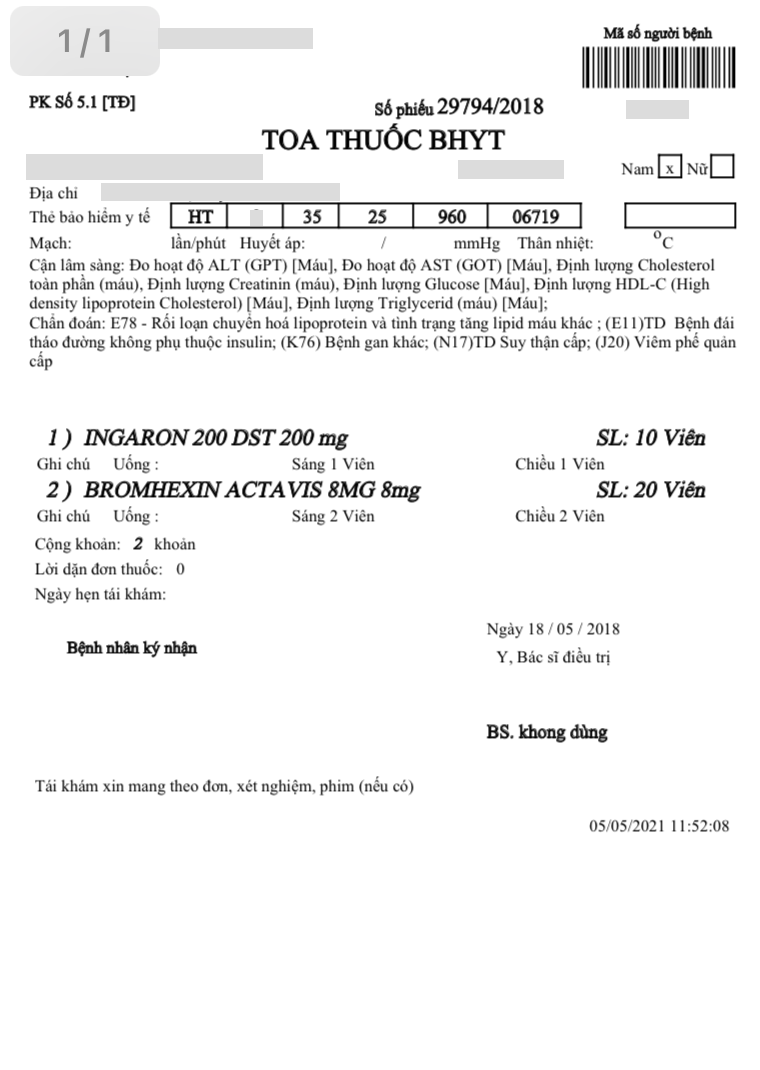 1/1
Mã số người bệnh
PK Số 5.1 [TĐ]
Số phiếu 29794/2018
TOA THUỐC BHYT
Nam x Nữ
Địa chỉ
Thẻ bảo hiểm y tế HT 35 25 960 06719
Mạch: lần/phút Huyết áp: / mmHg Thân nhiệt: °C
Cận lâm sàng: Đo hoạt độ ALT (GPT) [Máu], Đo hoạt độ AST (GOT) [Máu], Định lượng Cholesterol
toàn phần (máu), Định lượng Creatinin (máu), Định lượng Glucose [Máu], Định lượng HDL-C (High
density lipoprotein Cholesterol) [Máu], Định lượng Triglycerid (máu) [Máu];
Chẩn đoán: E78 - Rối loạn chuyển hoá lipoprotein và tình trạng tăng lipid máu khác ; (E11)TD Bệnh đái
tháo đường không phụ thuộc insulin; (K76) Bệnh gan khác; (N17)TD Suy thận cấp; (J20) Viêm phế quản
cấp
1 ) INGARON 200 DST 200 mg SL: 10 Viên
Ghi chú Uống : Sáng 1 Viên Chiều 1 Viên
2 ) BROMHEXIN ACTAVIS 8MG 8mg SL: 20 Viên
Ghi chú Uống : Sáng 2 Viên Chiều 2 Viên
Cộng khoản: 2 khoản
Lời dặn đơn thuốc: 0
Ngày hẹn tái khám:
Ngày 18 / 05 / 2018
Bệnh nhân ký nhận
Y, Bác sĩ điều trị
BS. khong dùng
Tái khám xin mang theo đơn, xét nghiệm, phim (nếu có)
05/05/2021 11:52:08